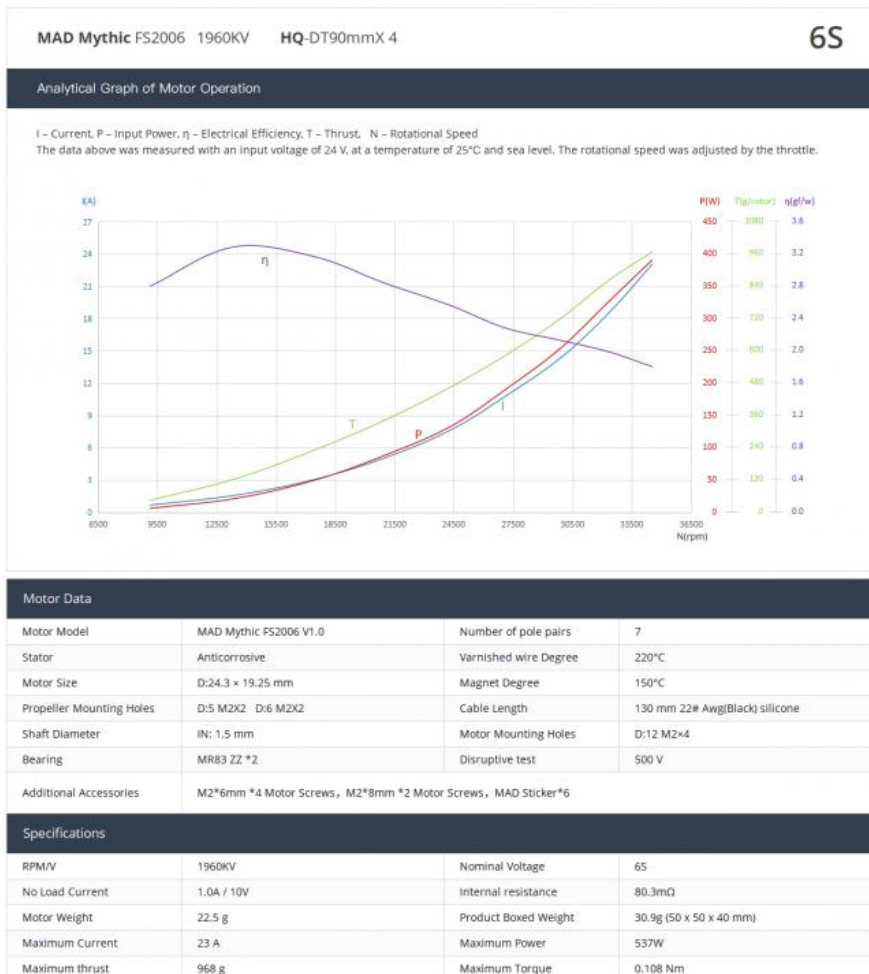 MAD Mythic FS2006 1960KV HQ-DT90mmX 4 6S
Analytical Graph of Motor Operation
I – Current, P – Input Power, η – Electrical Efficiency, T – Thrust, N – Rotational Speed
The data above was measured with an input voltage of 24 V, at a temperature of 25°C and sea level. The rotational speed was adjusted by the throttle.
I(A) P(W) T(g/rotor) η(gf/w)
27 450 1080 3.6
24 400 960 3.2
η
21 350 840 2.8
18 300 720 2.4
15 250 600 2.0
12 200 480 1.6
9 150 360 1.2
T P I
6 100 240 0.8
3 50 120 0.4
0 0 0 0.0
6500 9500 12500 15500 18500 21500 24500 27500 30500 33500 36500
N(rpm)
Motor Data
Motor Model MAD Mythic FS2006 V1.0 Number of pole pairs 7
Stator Anticorrosive Varnished wire Degree 220°C
Motor Size D:24.3 × 19.25 mm Magnet Degree 150°C
Propeller Mounting Holes D:5 M2X2 D:6 M2X2 Cable Length 130 mm 22# Awg(Black) silicone
Shaft Diameter IN: 1.5 mm Motor Mounting Holes D:12 M2×4
Bearing MR83 ZZ *2 Disruptive test 500 V
Additional Accessories M2*6mm *4 Motor Screws, M2*8mm *2 Motor Screws, MAD Sticker*6
Specifications
RPM/V 1960KV Nominal Voltage 6S
No Load Current 1.0A / 10V Internal resistance 80.3mΩ
Motor Weight 22.5 g Product Boxed Weight 30.9g (50 x 50 x 40 mm)
Maximum Current 23 A Maximum Power 537W
Maximum thrust 968 g Maximum Torque 0.108 Nm